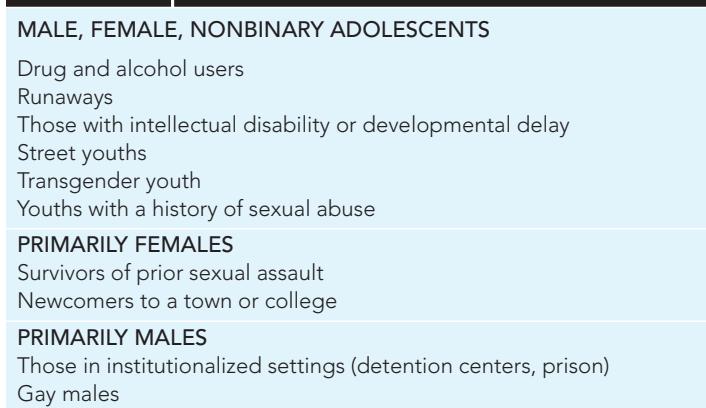 MALE, FEMALE, NONBINARY ADOLESCENTS
Drug and alcohol users
Runaways
Those with intellectual disability or developmental delay
Street youths
Transgender youth
Youths with a history of sexual abuse
PRIMARILY FEMALES
Survivors of prior sexual assault
Newcomers to a town or college
PRIMARILY MALES
Those in institutionalized settings (detention centers, prison)
Gay males